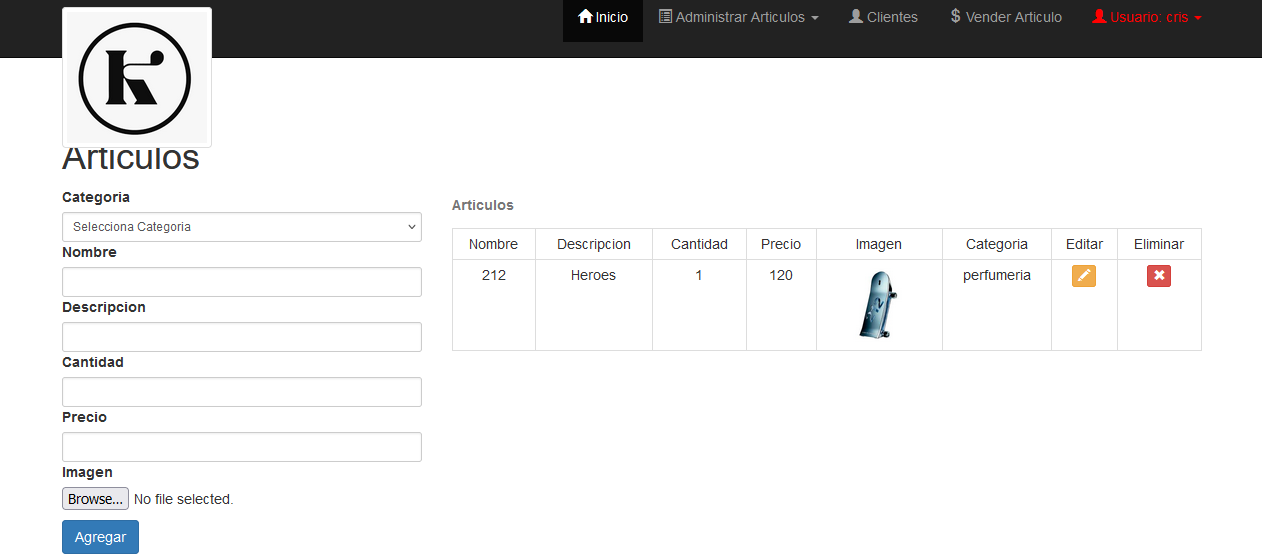 Inicio Administrar Articulos Clientes $ Vender Articulo Usuario: cris
K
Articulos
Categoria
Selecciona Categoria
Nombre
Descripcion
Cantidad
Precio
Imagen
Browse... No file selected.
Agregar
Articulos
Nombre Descripcion Cantidad Precio Imagen Categoria Editar Eliminar
212 Heroes 1 120 perfumeria